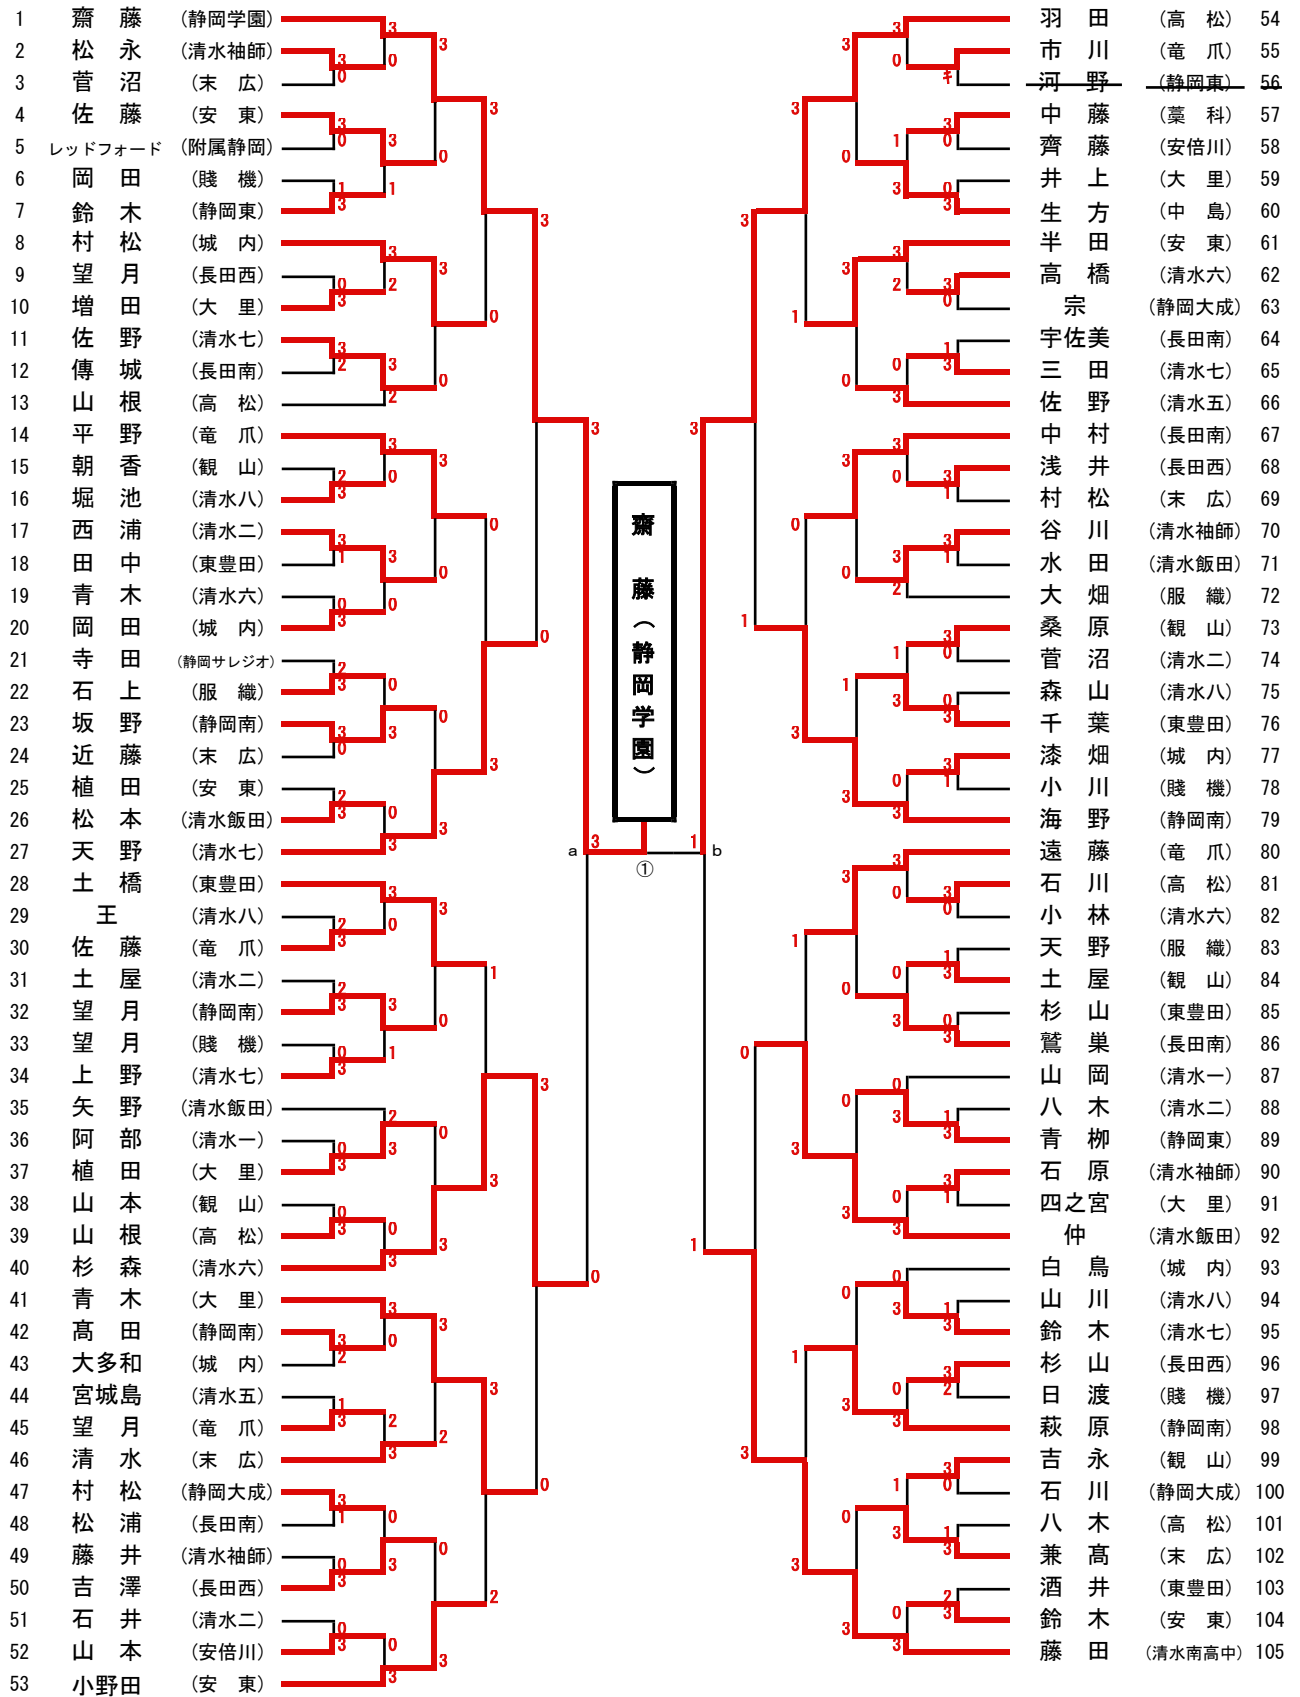 1 齋藤 (静岡学園)
2 松永 (清水袖師)
3 菅沼 (末広)
4 佐藤 (安東)
5 レッドフォード (附属静岡)
6 岡田 (賤機)
7 鈴木 (静岡東)
8 村松 (城内)
9 望月 (長田西)
10 増田 (大里)
11 佐野 (清水七)
12 傳城 (長田南)
13 山根 (高松)
14 平野 (竜爪)
15 朝香 (観山)
16 堀池 (清水八)
17 西浦 (清水二)
18 田中 (東豊田)
19 青木 (清水六)
20 岡田 (城内)
21 寺田 (静岡サレジオ)
22 石上 (服織)
23 坂野 (静岡南)
24 近藤 (末広)
25 植田 (安東)
26 松本 (清水飯田)
27 天野 (清水七)
28 土橋 (東豊田)
29 王 (清水八)
30 佐藤 (竜爪)
31 土屋 (清水二)
32 望月 (静岡南)
33 望月 (賤機)
34 上野 (清水七)
35 矢野 (清水飯田)
36 阿部 (清水一)
37 植田 (大里)
38 山本 (観山)
39 山根 (高松)
40 杉森 (清水六)
41 青木 (大里)
42 髙田 (静岡南)
43 大多和 (城内)
44 宮城島 (清水五)
45 望月 (竜爪)
46 清水 (末広)
47 村松 (静岡大成)
48 松浦 (長田南)
49 藤井 (清水袖師)
50 吉澤 (長田西)
51 石井 (清水二)
52 山本 (安倍川)
53 小野田 (安東)
齋藤(静岡学園)
a 3 1 b
①
羽田 (高松) 54
市川 (竜爪) 55
河野 (静岡東) 56
中藤 (藁科) 57
齊藤 (安倍川) 58
井上 (大里) 59
生方 (中島) 60
半田 (安東) 61
高橋 (清水六) 62
宗 (静岡大成) 63
宇佐美 (長田南) 64
三田 (清水七) 65
佐野 (清水五) 66
中村 (長田南) 67
浅井 (長田西) 68
村松 (末広) 69
谷川 (清水袖師) 70
水田 (清水飯田) 71
大畑 (服織) 72
桑原 (観山) 73
菅沼 (清水二) 74
森山 (清水八) 75
千葉 (東豊田) 76
漆畑 (城内) 77
小川 (賤機) 78
海野 (静岡南) 79
遠藤 (竜爪) 80
石川 (高松) 81
小林 (清水六) 82
天野 (服織) 83
土屋 (観山) 84
杉山 (東豊田) 85
鷲巣 (長田南) 86
山岡 (清水一) 87
八木 (清水二) 88
青栁 (静岡東) 89
石原 (清水袖師) 90
四之宮 (大里) 91
仲 (清水飯田) 92
白鳥 (城内) 93
山川 (清水八) 94
鈴木 (清水七) 95
杉山 (長田西) 96
日渡 (賤機) 97
萩原 (静岡南) 98
吉永 (観山) 99
石川 (静岡大成) 100
八木 (高松) 101
兼髙 (末広) 102
酒井 (東豊田) 103
鈴木 (安東) 104
藤田 (清水南高中) 105